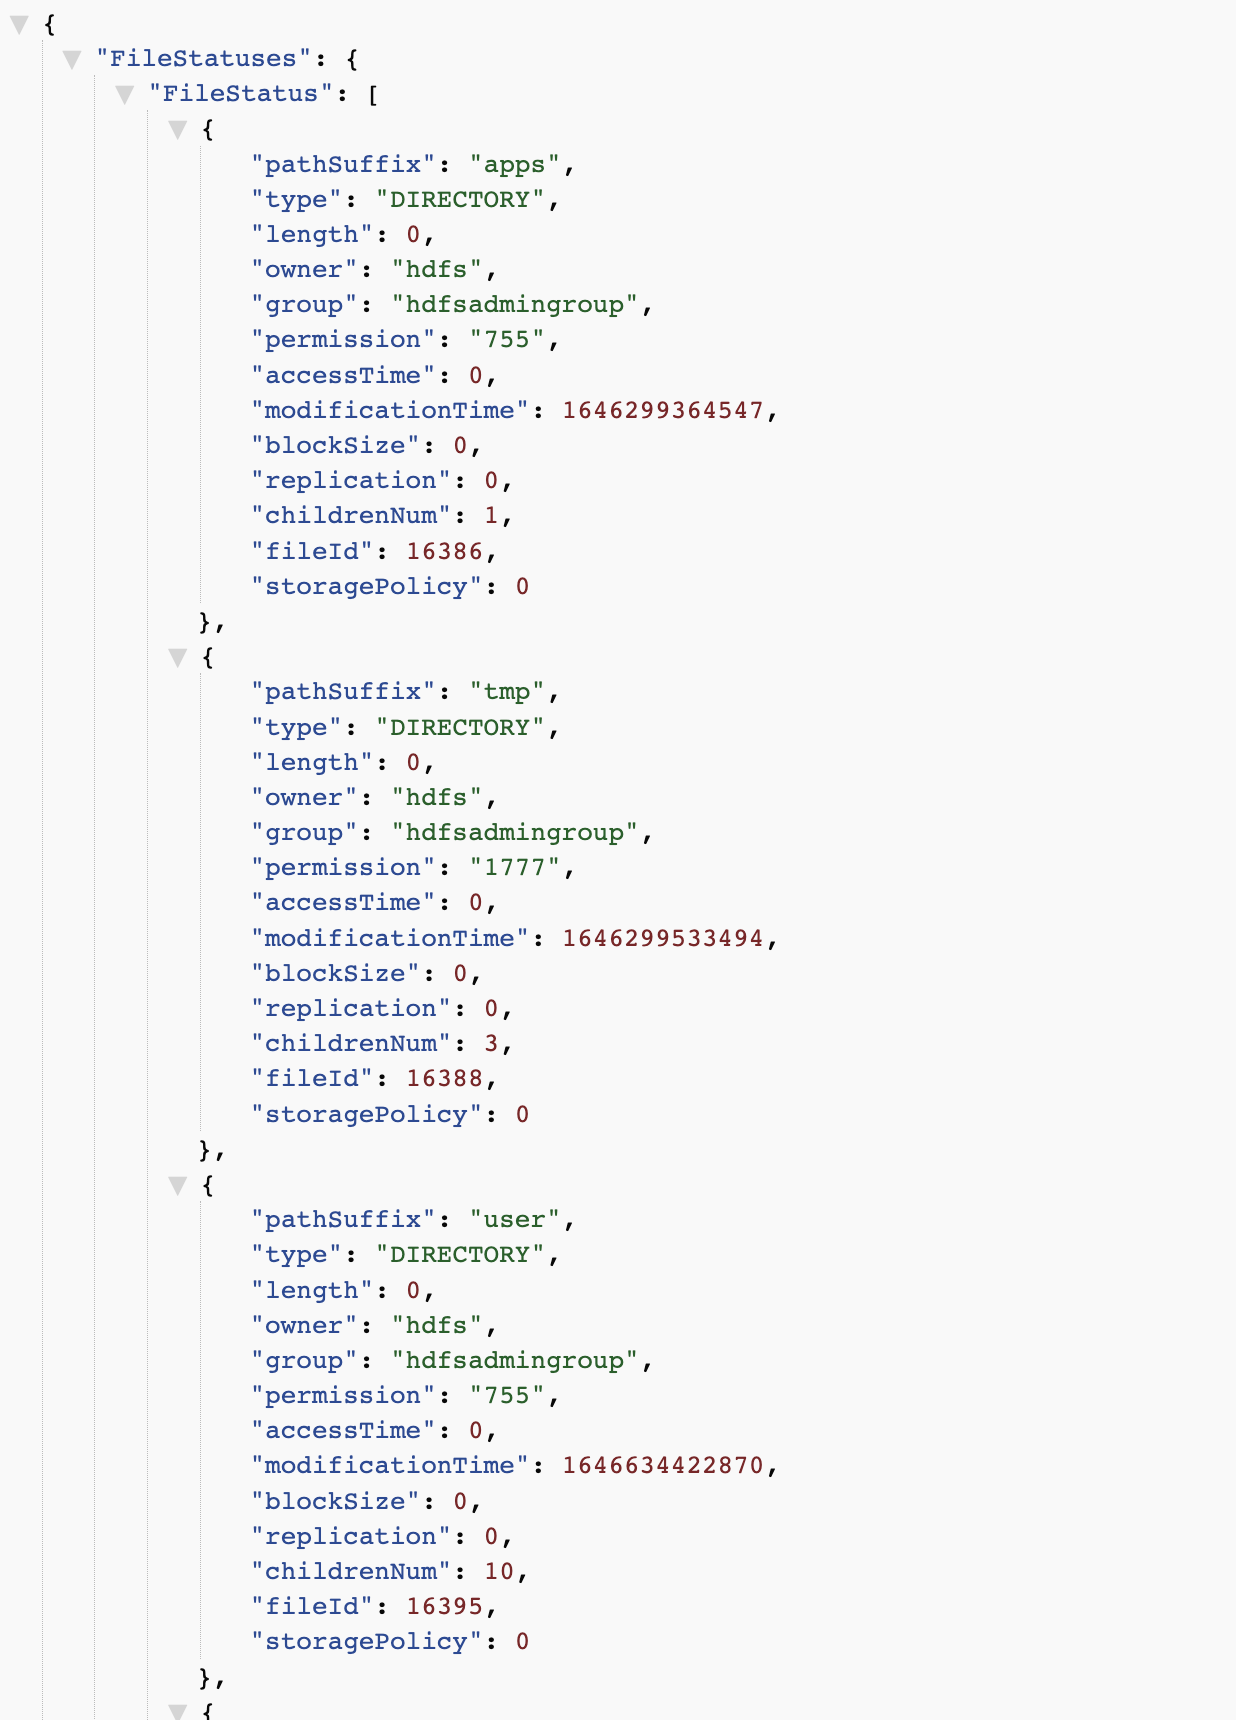 {
"FileStatuses": {
"FileStatus": [
{
"pathSuffix": "apps",
"type": "DIRECTORY",
"length": 0,
"owner": "hdfs",
"group": "hdfsadmingroup",
"permission": "755",
"accessTime": 0,
"modificationTime": 1646299364547,
"blockSize": 0,
"replication": 0,
"childrenNum": 1,
"fileId": 16386,
"storagePolicy": 0
},
{
"pathSuffix": "tmp",
"type": "DIRECTORY",
"length": 0,
"owner": "hdfs",
"group": "hdfsadmingroup",
"permission": "1777",
"accessTime": 0,
"modificationTime": 1646299533494,
"blockSize": 0,
"replication": 0,
"childrenNum": 3,
"fileId": 16388,
"storagePolicy": 0
},
{
"pathSuffix": "user",
"type": "DIRECTORY",
"length": 0,
"owner": "hdfs",
"group": "hdfsadmingroup",
"permission": "755",
"accessTime": 0,
"modificationTime": 1646634422870,
"blockSize": 0,
"replication": 0,
"childrenNum": 10,
"fileId": 16395,
"storagePolicy": 0
},
{